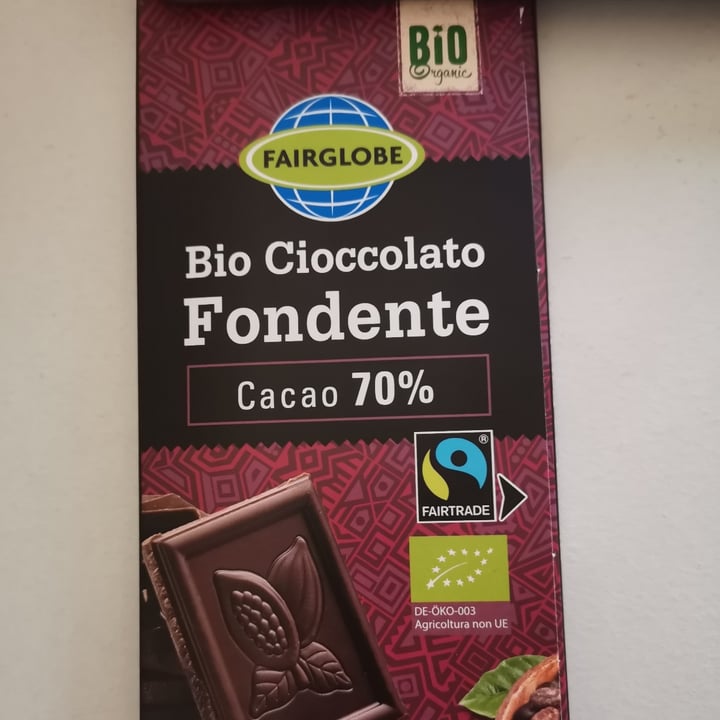 BiO
Organic
FAIRGLOBE
Bio Cioccolato
Fondente
Cacao 70%
®
FAIRTRADE
DE-ÖKO-003
Agricoltura non UE